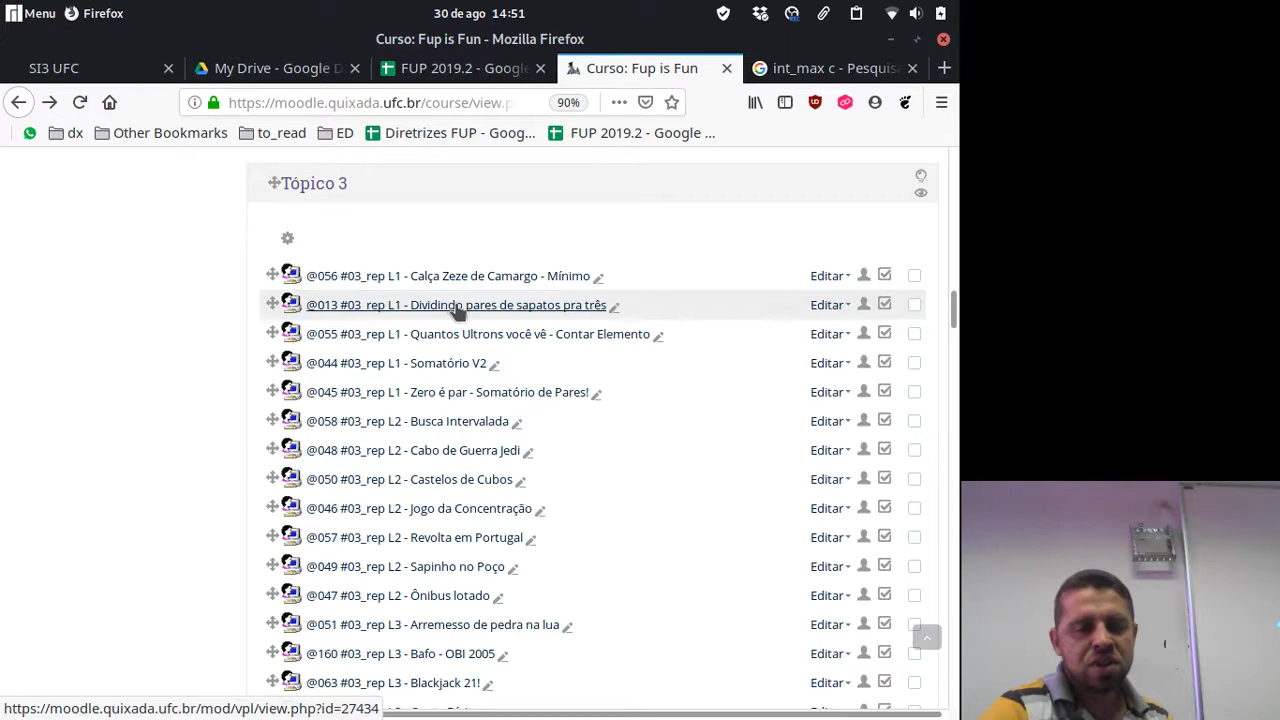 Menu Firefox 30 de ago 14:51
Curso: Fup is Fun - Mozilla Firefox
SI3 UFC My Drive - Google D FUP 2019.2 - Googl Curso: Fup is Fun int_max c - Pesquis
https://moodle.quixada.ufc.br/course/view.p 90%
dx Other Bookmarks to_read ED Diretrizes FUP - Goog... FUP 2019.2 - Google ...
Tópico 3
@056 #03_rep L1 - Calça Zeze de Camargo - Mínimo Editar
@013 #03_rep L1 - Dividindo pares de sapatos pra três Editar
@055 #03_rep L1 - Quantos Ultrons você vê - Contar Elemento Editar
@044 #03_rep L1 - Somatório V2 Editar
@045 #03_rep L1 - Zero é par - Somatório de Pares! Editar
@058 #03_rep L2 - Busca Intervalada Editar
@048 #03_rep L2 - Cabo de Guerra Jedi Editar
@050 #03_rep L2 - Castelos de Cubos Editar
@046 #03_rep L2 - Jogo da Concentração Editar
@057 #03_rep L2 - Revolta em Portugal Editar
@049 #03_rep L2 - Sapinho no Poço Editar
@047 #03_rep L2 - Ônibus lotado Editar
@051 #03_rep L3 - Arremesso de pedra na lua Editar
@160 #03_rep L3 - Bafo - OBI 2005 Editar
@063 #03_rep L3 - Blackjack 21! Editar
https://moodle.quixada.ufc.br/mod/vpl/view.php?id=27434